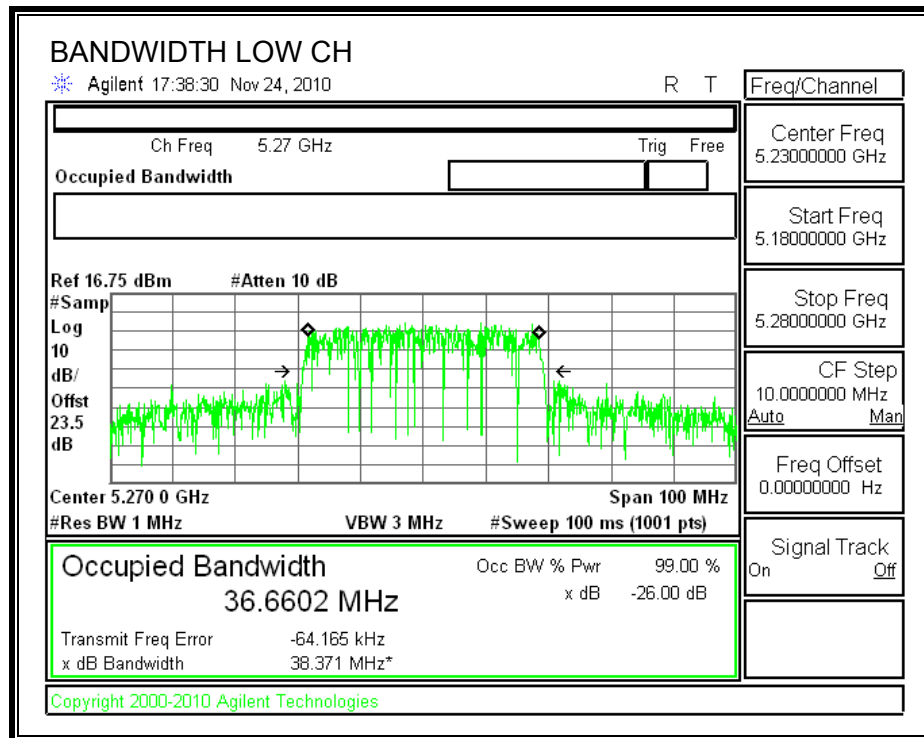 BANDWIDTH LOW CH
Agilent 17:38:30 Nov 24, 2010 R T
Freq/Channel
Ch Freq 5.27 GHz Trig Free
Occupied Bandwidth
Center Freq
5.23000000 GHz
Start Freq
5.18000000 GHz
Stop Freq
5.28000000 GHz
CF Step
10.0000000 MHz
Auto Man
Freq Offset
0.00000000 Hz
Signal Track
On Off
Ref 16.75 dBm #Atten 10 dB
#Samp
Log
10
dB/
Offst
23.5
dB
Center 5.270 0 GHz Span 100 MHz
#Res BW 1 MHz VBW 3 MHz #Sweep 100 ms (1001 pts)
Occupied Bandwidth
36.6602 MHz
Occ BW % Pwr 99.00 %
x dB -26.00 dB
Transmit Freq Error -64.165 kHz
x dB Bandwidth 38.371 MHz*
Copyright 2000-2010 Agilent Technologies